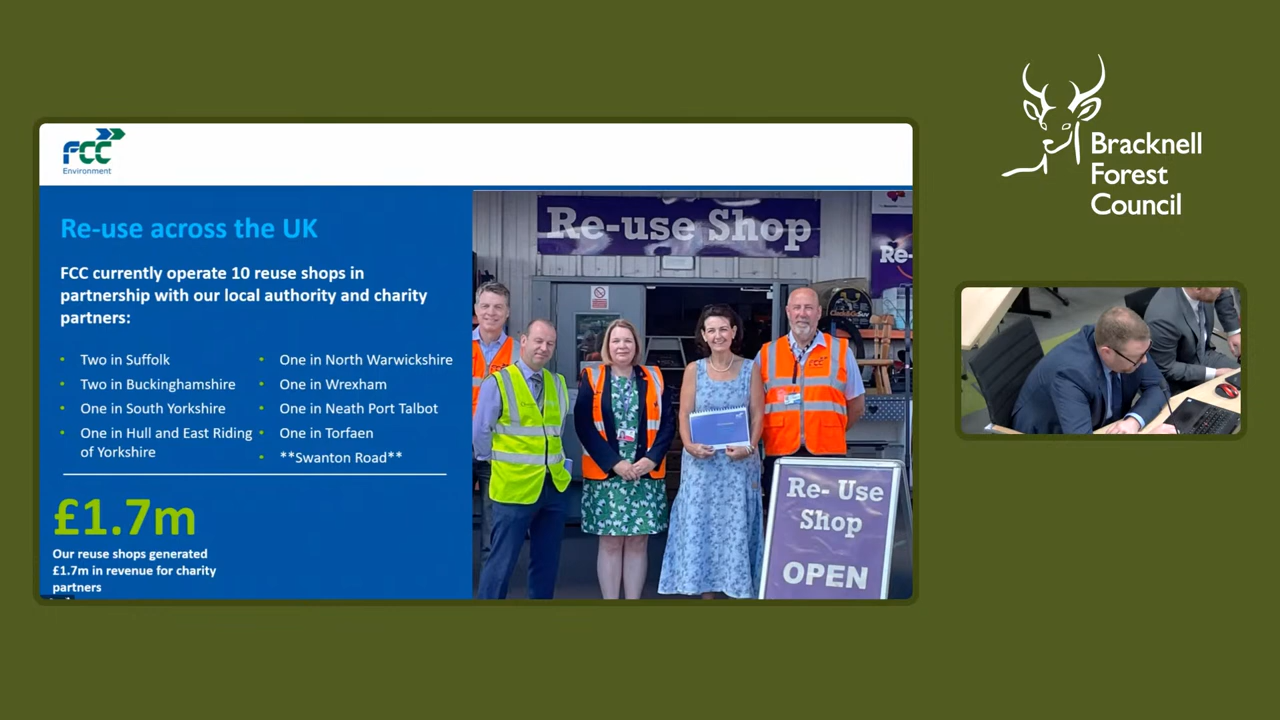 FCC
Environment
Re-use across the UK
FCC currently operate 10 reuse shops in
partnership with our local authority and charity
partners:
• Two in Suffolk
• Two in Buckinghamshire
• One in South Yorkshire
• One in Hull and East Riding
of Yorkshire
• One in North Warwickshire
• One in Wrexham
• One in Neath Port Talbot
• One in Torfaen
• **Swanton Road**
£1.7m
Our reuse shops generated
£1.7m in revenue for charity
partners
Re-use Shop
Re-
FCC
Re- Use
Shop
OPEN
Bracknell
Forest
Council